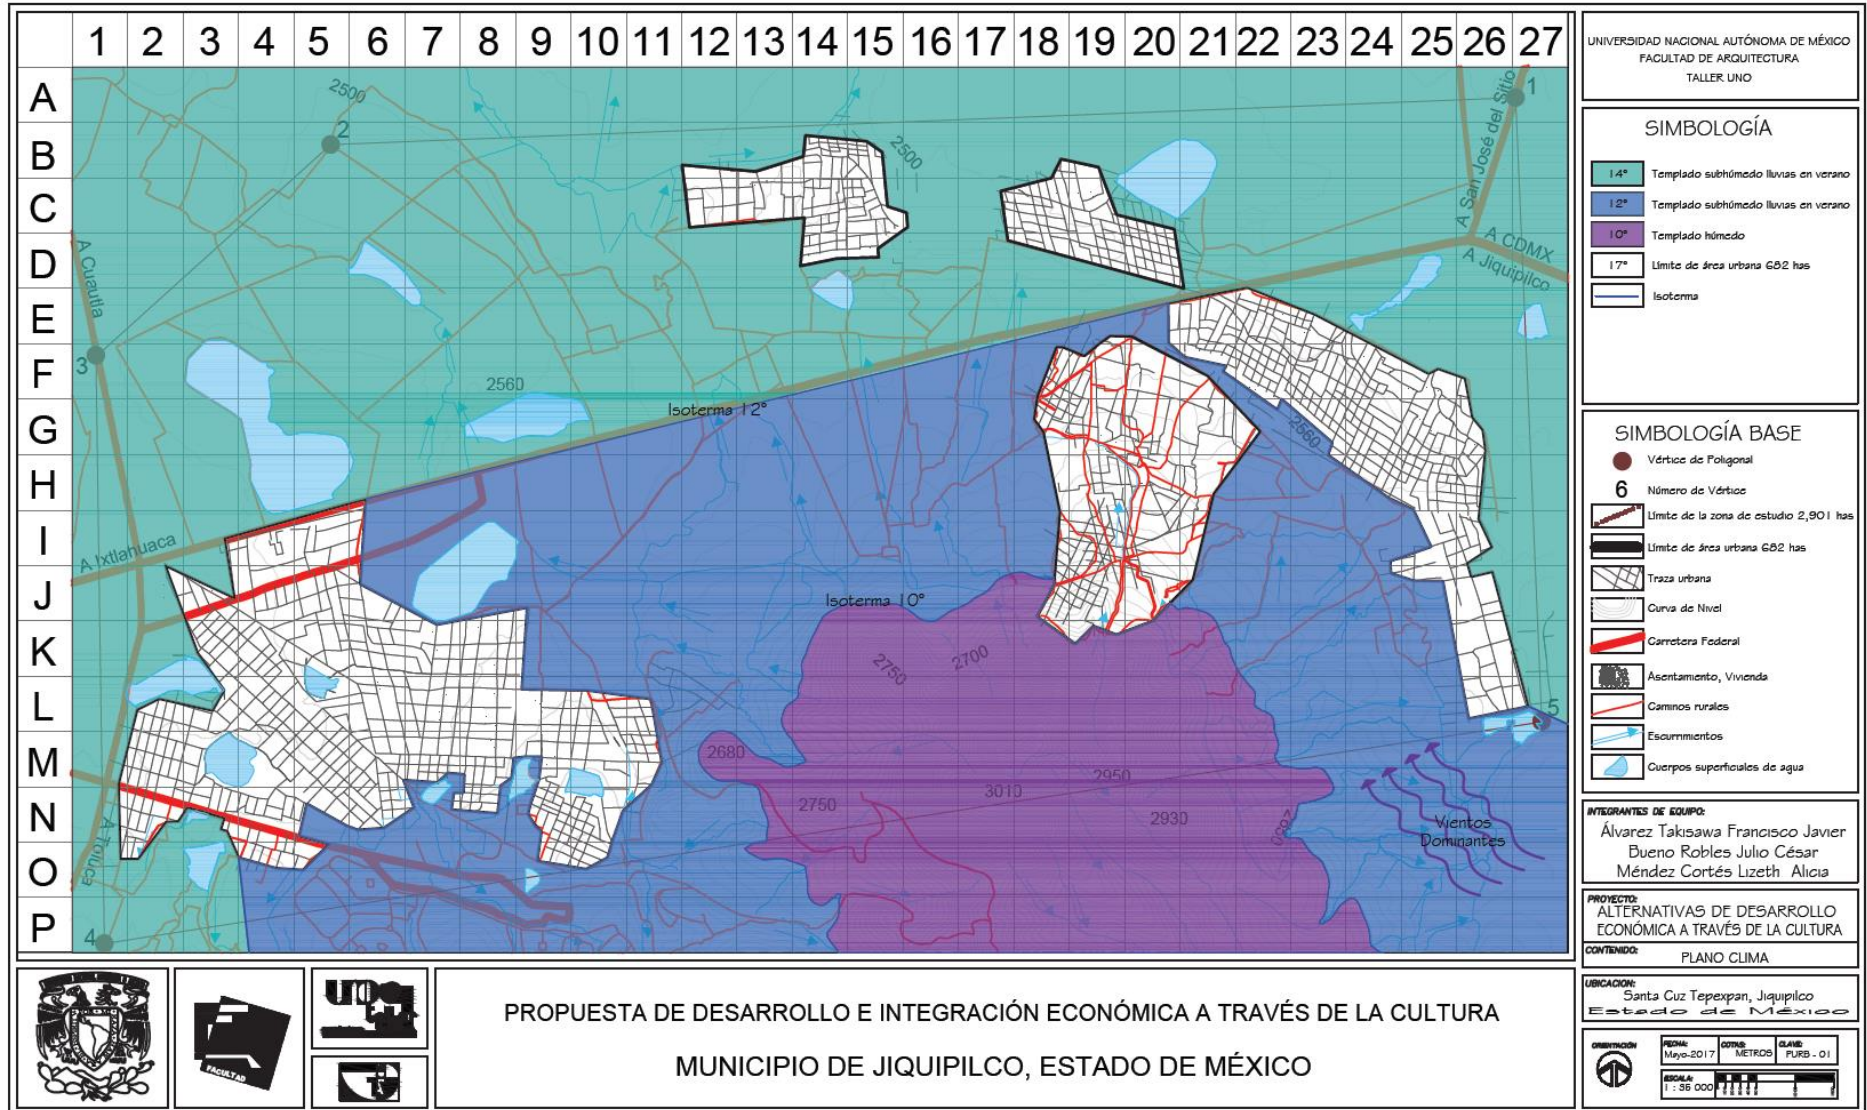 1 2 3 4 5 6 7 8 9 10 11 12 13 14 15 16 17 18 19 20 21 22 23 24 25 26 27
A
B
C
D
E
F
G
H
I
J
K
L
M
N
O
P
2500
2
1
2500
A San José del Sitio
A Cuautla
A CDMX
A Jiquipilco
3
2560
Isoterma 12°
2560
A Ixtlahuaca
Isoterma 10°
2750
2700
5
2680
2950
3010
2750
2930
Vientos
Dominantes
A Toluca
4
UNIVERSIDAD NACIONAL AUTÓNOMA DE MÉXICO
FACULTAD DE ARQUITECTURA
TALLER UNO
SIMBOLOGÍA
14° Templado subhúmedo lluvias en verano
12° Templado subhúmedo lluvias en verano
10° Templado húmedo
17° Límite de área urbana 682 has
Isoterma
SIMBOLOGÍA BASE
Vértice de Poligonal
6 Número de Vértice
Límite de la zona de estudio 2,901 has
Límite de área urbana 682 has
Traza urbana
Curva de Nivel
Carretera Federal
Asentamiento, Vivienda
Caminos rurales
Escurrimientos
Cuerpos superficiales de agua
INTEGRANTES DE EQUIPO:
Álvarez Takisawa Francisco Javier
Bueno Robles Julio César
Méndez Cortés Lizeth Alicia
PROYECTO:
ALTERNATIVAS DE DESARROLLO
ECONÓMICA A TRAVÉS DE LA CULTURA
CONTENIDO:
PLANO CLIMA
UBICACION:
Santa Cuz Tepexpan, Jiquipilco
Estado de México
ORIENTACIÓN
FECHA: COTAS: CLAVE:
Mayo-2017 METROS PURB - 01
ESCALA:
1 : 35 000
FACULTAD
PROPUESTA DE DESARROLLO E INTEGRACIÓN ECONÓMICA A TRAVÉS DE LA CULTURA
MUNICIPIO DE JIQUIPILCO, ESTADO DE MÉXICO